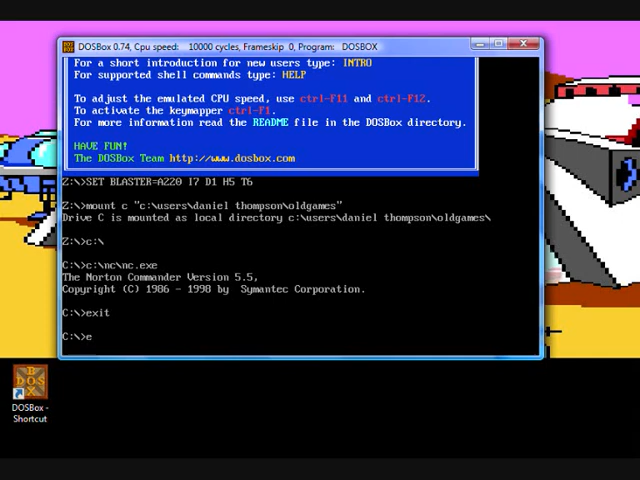 DOSBox 0.74, Cpu speed: 10000 cycles, Frameskip 0, Program: DOSBOX
For a short introduction for new users type: INTRO
For supported shell commands type: HELP
To adjust the emulated CPU speed, use ctrl-F11 and ctrl-F12.
To activate the keymapper ctrl-F1.
For more information read the README file in the DOSBox directory.
HAVE FUN!
The DOSBox Team http://www.dosbox.com
Z:\>SET BLASTER=A220 I7 D1 H5 T6
Z:\>mount c "c:\users\daniel thompson\oldgames"
Drive C is mounted as local directory c:\users\daniel thompson\oldgames\
Z:\>c:\
C:\>c:\nc\nc.exe
The Norton Commander Version 5.5,
Copyright (C) 1986 - 1998 by Symantec Corporation.
C:\>exit
C:\>e
DOS
BOX
DOSBox -
Shortcut